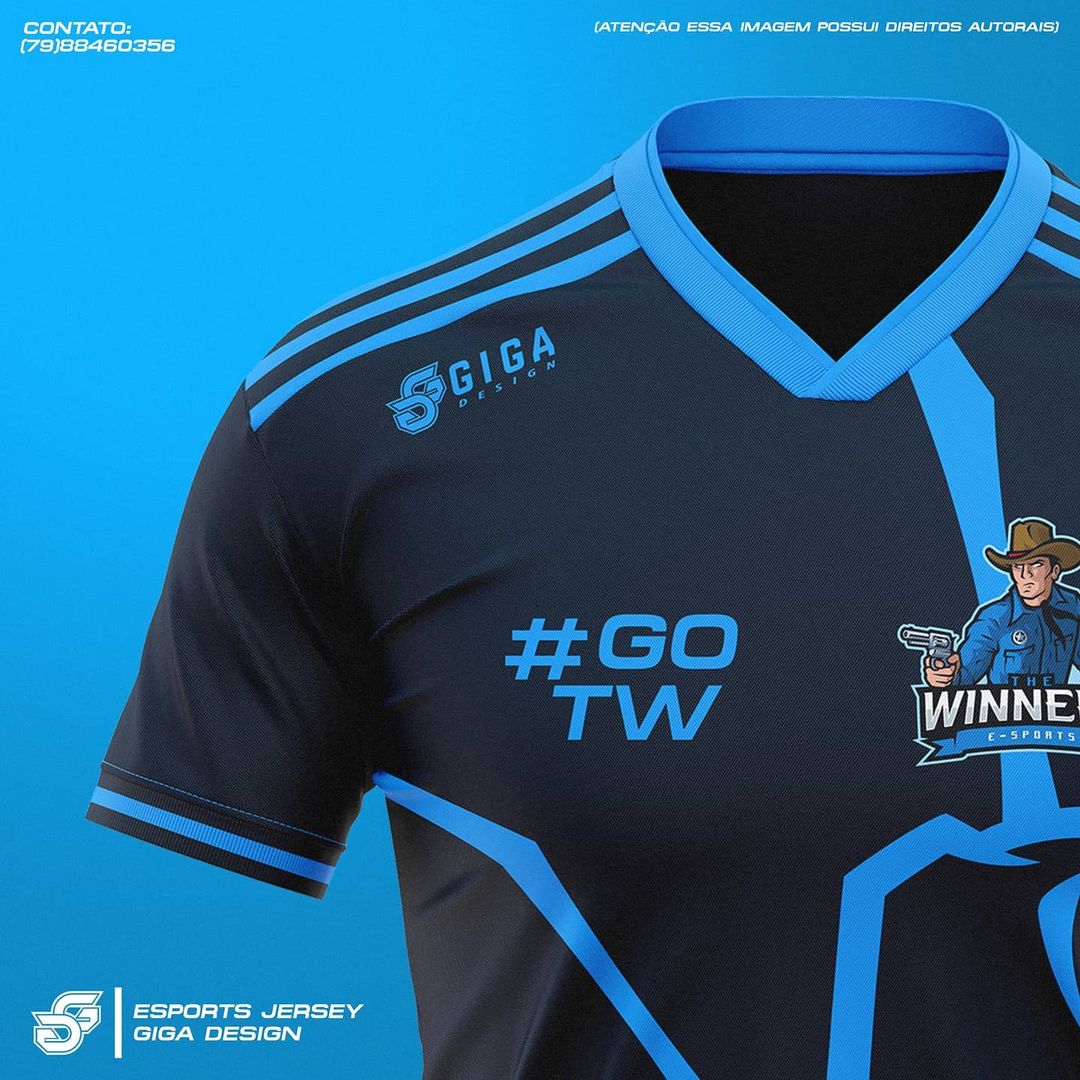 CONTATO:
(79)88460356
(ATENÇÃO ESSA IMAGEM POSSUI DIREITOS AUTORAIS)
GIGA
DESIGN
#GO
TW
THE
WINNE
E-SPORTS
ESPORTS JERSEY
GIGA DESIGN